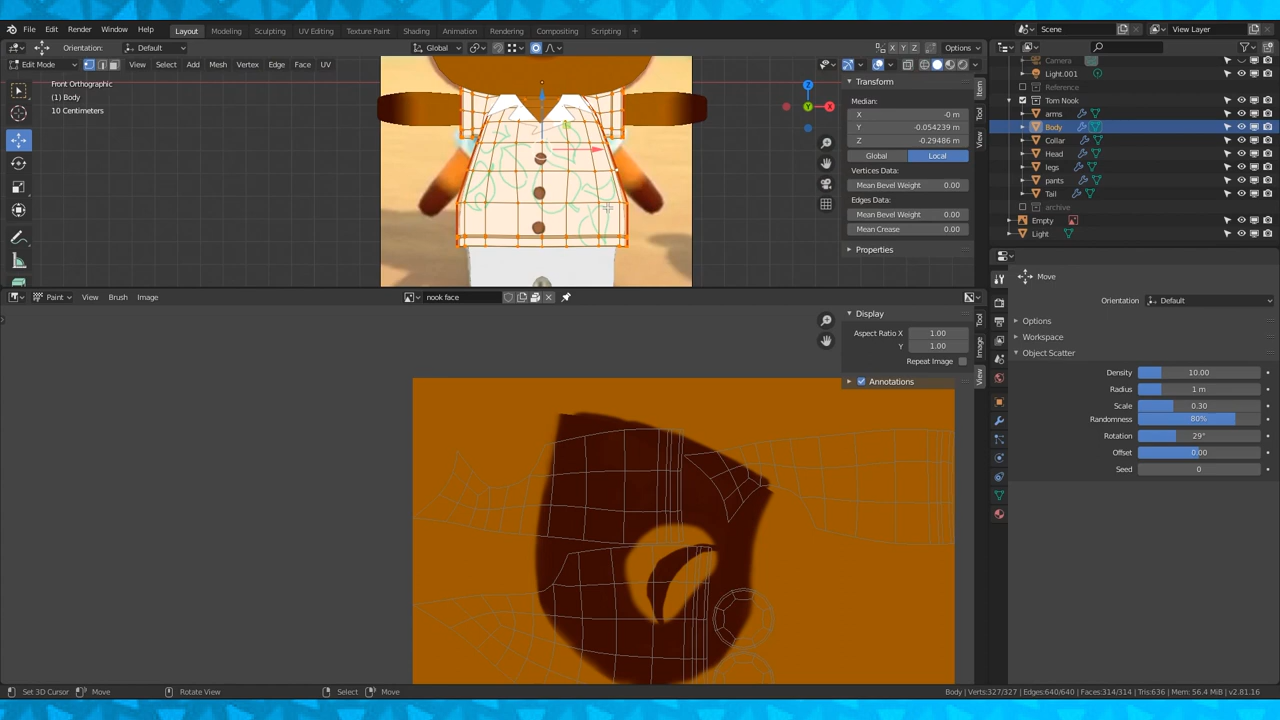 File Edit Render Window Help Layout Modeling Sculpting UV Editing Texture Paint Shading Animation Rendering Compositing Scripting + Scene View Layer
Orientation: Default Global X Y Z Options
Edit Mode View Select Add Mesh Vertex Edge Face UV
Front Orthographic
(1) Body
10 Centimeters
Transform
Median:
X -0 m
Y -0.054239 m
Z -0.29486 m
Global Local
Vertices Data:
Mean Bevel Weight 0.00
Edges Data:
Mean Bevel Weight 0.00
Mean Crease 0.00
Properties
Item
Tool
View
Z
X
Y
Camera
Light.001
Reference
Tom Nook
arms
Body
Collar
Head
legs
pants
Tail
archive
Empty
Light
Move
Orientation Default
Options
Workspace
Object Scatter
Density 10.00
Radius 1 m
Scale 0.30
Randomness 80%
Rotation 29°
Offset 0.00
Seed 0
Paint View Brush Image nook face
Display
Aspect Ratio X 1.00
Y 1.00
Repeat Image
Annotations
Tool
Image
View
Set 3D Cursor Move Rotate View Select Move Body | Verts:327/327 | Edges:640/640 | Faces:314/314 | Tris:636 | Mem: 56.4 MiB | v2.81.16